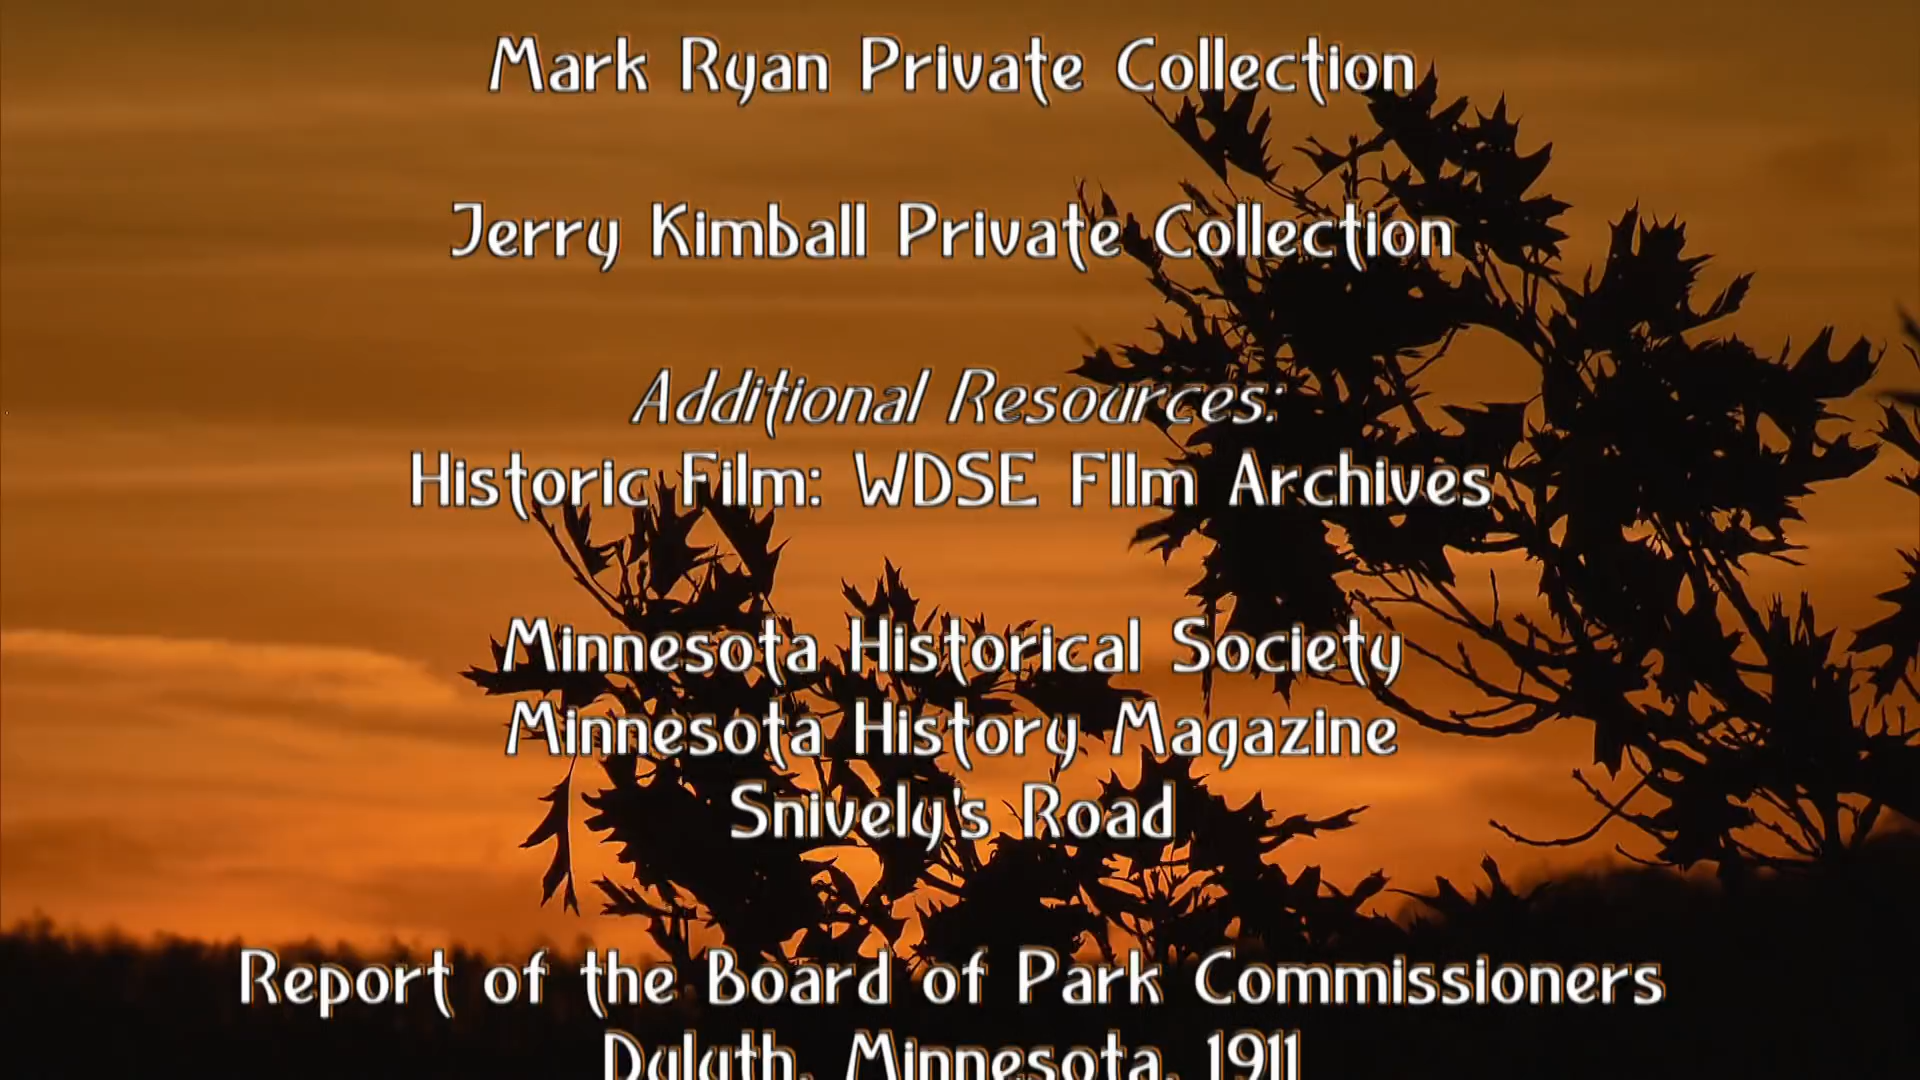 Mark Ryan Private Collection
Jerry Kimball Private Collection
Additional Resources:
Historic Film: WDSE FIlm Archives
Minnesota Historical Society
Minnesota History Magazine
Snively's Road
Report of the Board of Park Commissioners
Duluth, Minnesota, 1911